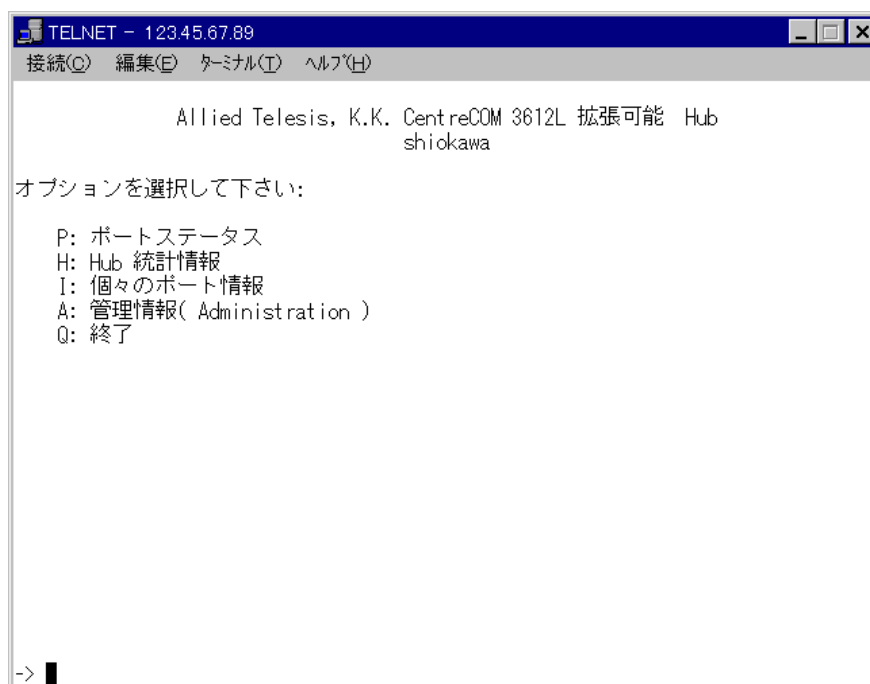 TELNET - 123.45.67.89
接続(C) 編集(E) ﾀｰﾐﾅﾙ(T) ﾍﾙﾌﾟ(H)
Allied Telesis, K.K. CentreCOM 3612L 拡張可能 Hub
shiokawa
オプションを選択して下さい:
P: ポートステータス
H: Hub 統計情報
I: 個々のポート情報
A: 管理情報( Administration )
Q: 終了
->